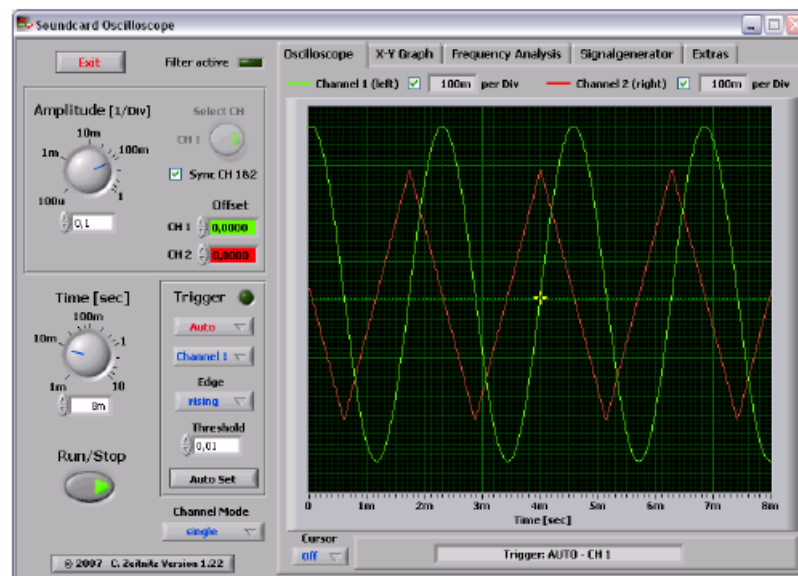 Soundcard Oscilloscope
Exit
Filter active
Amplitude [1/Div]
10m
1m
100m
100u
1
0,1
Select CH
CH 1
Sync CH 1&2
Offset
CH 1 0,0000
CH 2 0,0000
Time [sec]
100m
10m
1
1m
10
8m
Run/Stop
Trigger
Auto
Channel 1
Edge
rising
Threshold
0,01
Auto Set
Channel Mode
single
© 2007 C. Zeitnitz Version 1.22
Oscilloscope X-Y Graph Frequency Analysis Signalgenerator Extras
Channel 1 (left) 100m per Div Channel 2 (right) 100m per Div
0 1m 2m 3m 4m 5m 6m 7m 8m
Time [sec]
Cursor
Off
Trigger: AUTO - CH 1